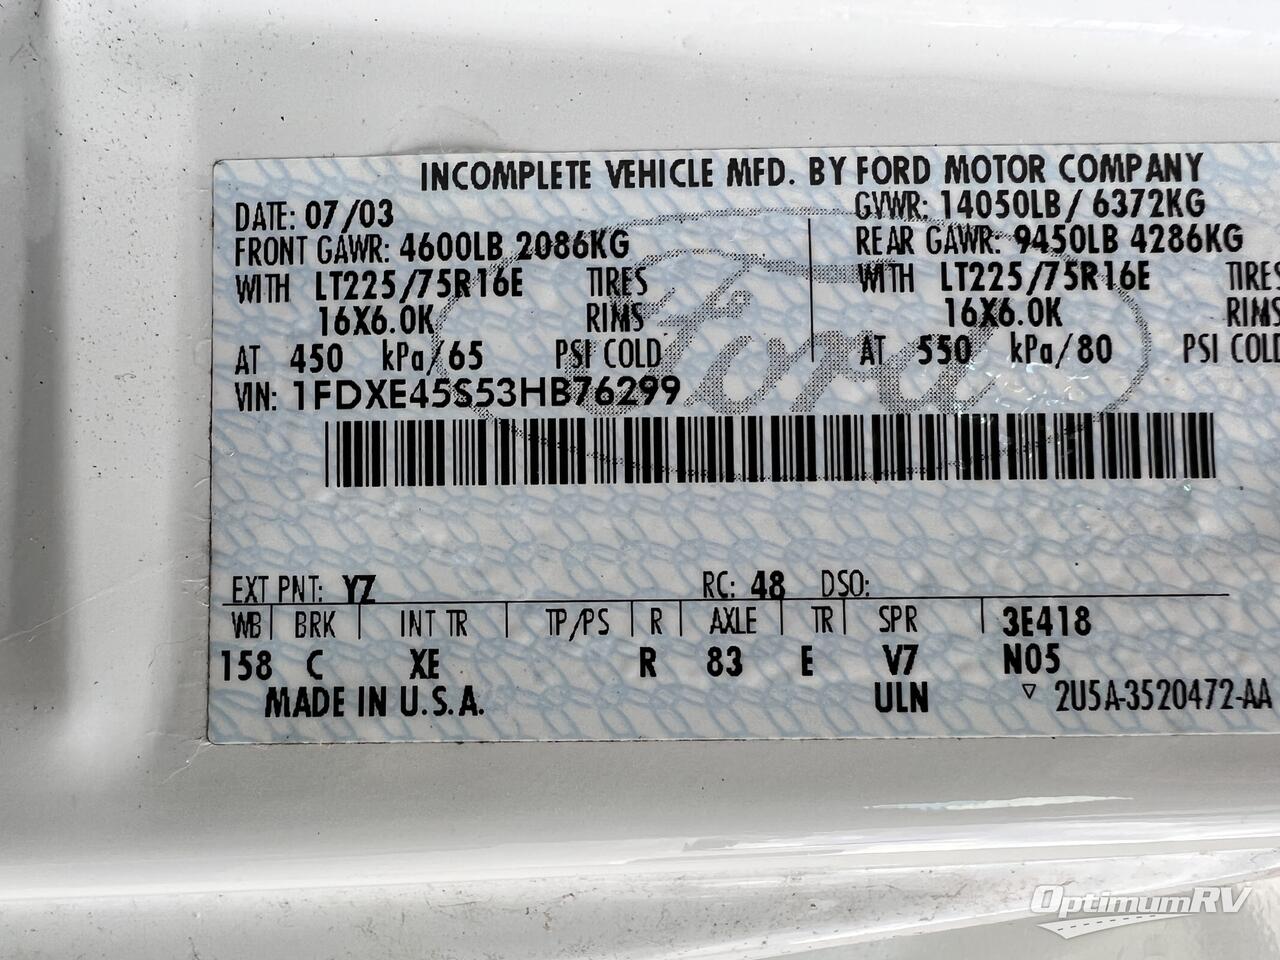 INCOMPLETE VEHICLE MFD. BY FORD MOTOR COMPANY
DATE: 07/03 GVWR: 14050LB / 6372KG
FRONT GAWR: 4600LB 2086KG REAR GAWR: 9450LB 4286KG
WITH LT225/75R16E TIRES WITH LT225/75R16E TIRES
16X6.0K RIMS 16X6.0K RIMS
AT 450 kPa/65 PSI COLD AT 550 kPa/80 PSI COLD
VIN: 1FDXE45S53HB76299
Ford
EXT PNT: YZ RC: 48 DSO:
WB BRK INT TR TP/PS R AXLE TR SPR 3E418
158 C XE R 83 E V7 N05
MADE IN U.S.A. ULN ▽ 2U5A-3520472-AA
OptimumRV